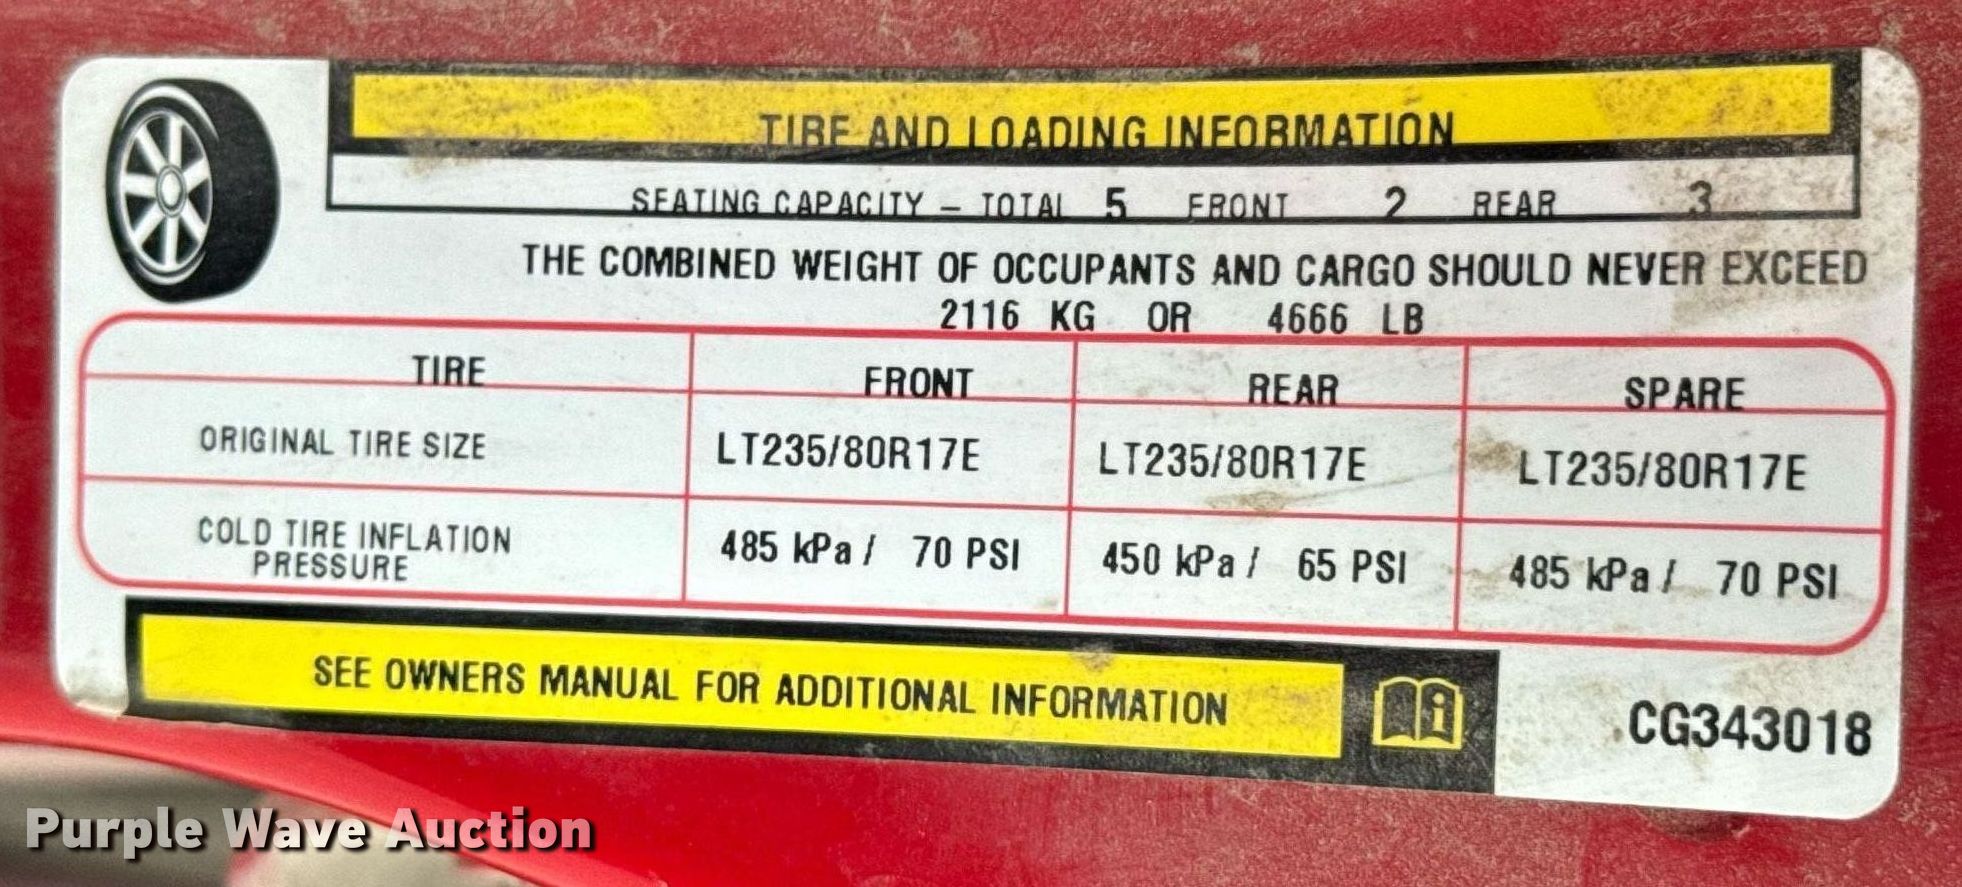 TIRE AND LOADING INFORMATION
SEATING CAPACITY – TOTAL 5 FRONT 2 REAR 3
THE COMBINED WEIGHT OF OCCUPANTS AND CARGO SHOULD NEVER EXCEED
2116 KG OR 4666 LB
TIRE FRONT REAR SPARE
ORIGINAL TIRE SIZE LT235/80R17E LT235/80R17E LT235/80R17E
COLD TIRE INFLATION
PRESSURE 485 kPa / 70 PSI 450 kPa / 65 PSI 485 kPa / 70 PSI
SEE OWNERS MANUAL FOR ADDITIONAL INFORMATION
CG343018
Purple Wave Auction